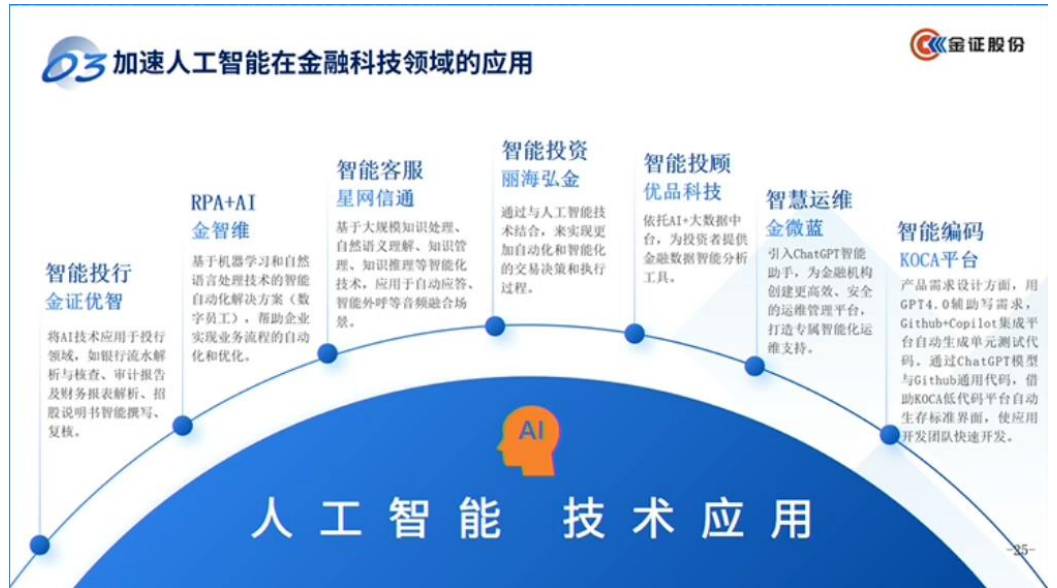 03 加速人工智能在金融科技领域的应用
金证股份
智能投行
金证优智
将AI技术应用于投行
领域，如银行流水解
析与核查、审计报告
及财务报表解析、招
股说明书智能撰写、
复核。
RPA+AI
金智维
基于机器学习和自然
语言处理技术的智能
自动化解决方案（数
字员工），帮助企业
实现业务流程的自动
化和优化。
智能客服
星网信通
基于大规模知识处理、
自然语义理解、知识管
理、知识推理等智能化
技术，应用于自动应答、
智能外呼等音频融合场
景。
智能投资
丽海弘金
通过与人工智能技
术结合，来实现更
加自动化和智能化
的交易决策和执行
过程。
智能投顾
优品科技
依托AI+大数据中
台，为投资者提供
金融数据智能分析
工具。
智慧运维
金微蓝
引入ChatGPT智能
助手，为金融机构
创建更高效、安全
的运维管理平台，
打造专属智能化运
维支持。
智能编码
KOCA平台
产品需求设计方面，用
GPT4.0辅助写需求，
Github+Copilot集成平
台自动生成单元测试代
码。通过ChatGPT模型
与Github通用代码，借
助KOCA低代码平台自动
生存标准界面，使应用
开发团队快速开发。
AI
人工智能 技术应用
-25-